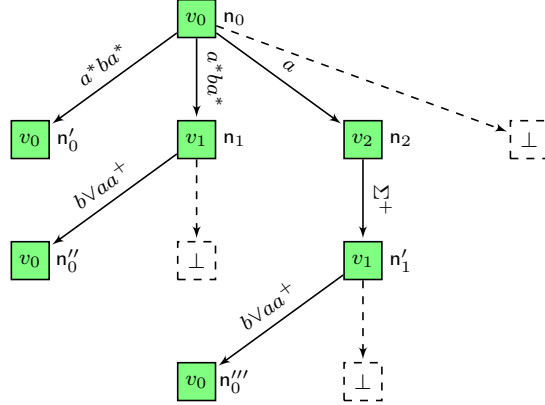 v₀ n₀
a*ba*
a*ba*
a
v₀ n′₀
v₁ n₁
v₂ n₂
⊥
b∨aa⁺
Σ⁺
v₀ n″₀
⊥
v₁ n′₁
b∨aa⁺
v₀ n‴₀
⊥